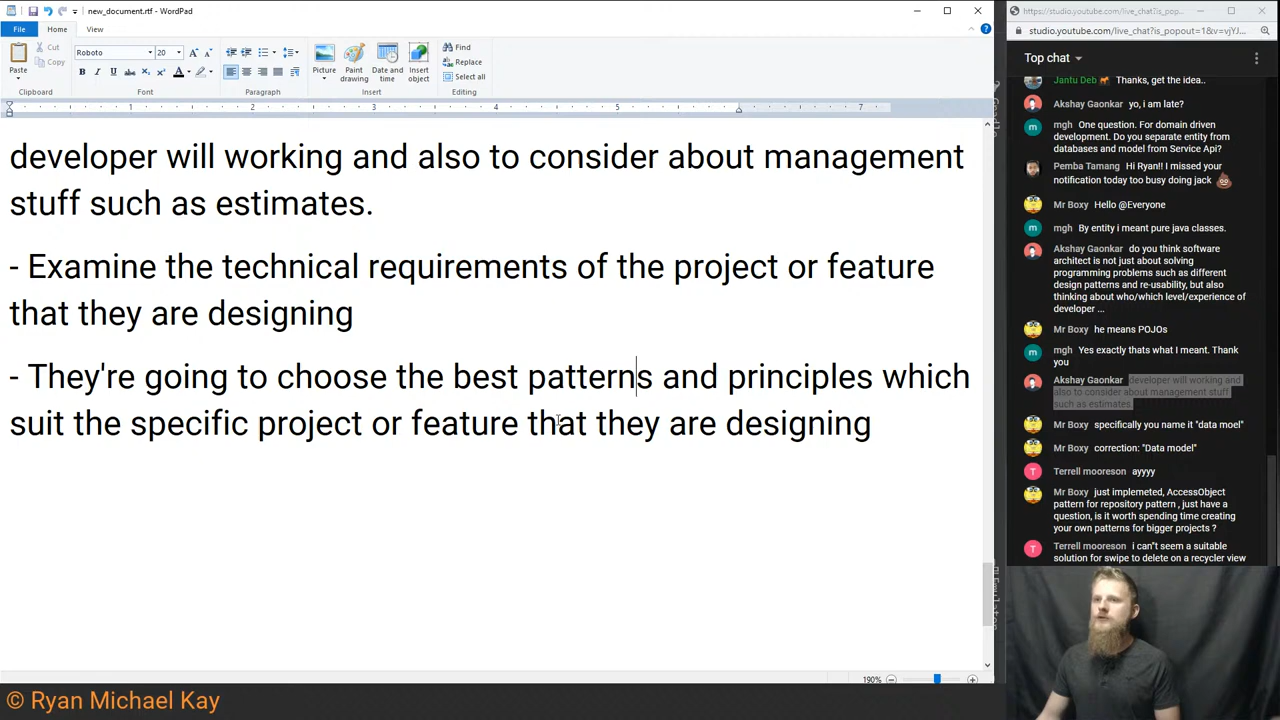 new_document.rtf - WordPad
https://studio.youtube.com/live_chat?is_pop...
File
Home
View
studio.youtube.com/live_chat?is_popout=1&v=vjYJ...
Cut
Copy
Paste
Clipboard
Roboto
20
Font
Paragraph
Picture
Paint drawing
Date and time
Insert object
Insert
Find
Replace
Select all
Editing
1
2
3
4
5
7
developer will working and also to consider about management
stuff such as estimates.
- Examine the technical requirements of the project or feature
that they are designing
- They're going to choose the best patterns and principles which
suit the specific project or feature that they are designing
190%
© Ryan Michael Kay
Top chat
Jantu Deb Thanks, get the idea..
Akshay Gaonkar yo, i am late?
mgh One question. For domain driven
development. Do you separate entity from
databases and model from Service Api?
Pemba Tamang Hi Ryan!! I missed your
notification today too busy doing jack
Mr Boxy Hello @Everyone
mgh By entity i meant pure java classes.
Akshay Gaonkar do you think software
architect is not just about solving
programming problems such as different
design patterns and re-usability, but also
thinking about who/which level/experience of
developer ...
Mr Boxy he means POJOs
mgh Yes exactly thats what I meant. Thank
you
Akshay Gaonkar developer will working and
also to consider about management stuff
such as estimates.
Mr Boxy specifically you name it "data moel"
Mr Boxy correction: "Data model"
Terrell mooreson ayyyy
Mr Boxy just implemeted, AccessObject
pattern for repository pattern , just have a
question, is it worth spending time creating
your own patterns for bigger projects ?
Terrell mooreson i can"t seem a suitable
solution for swipe to delete on a recycler view